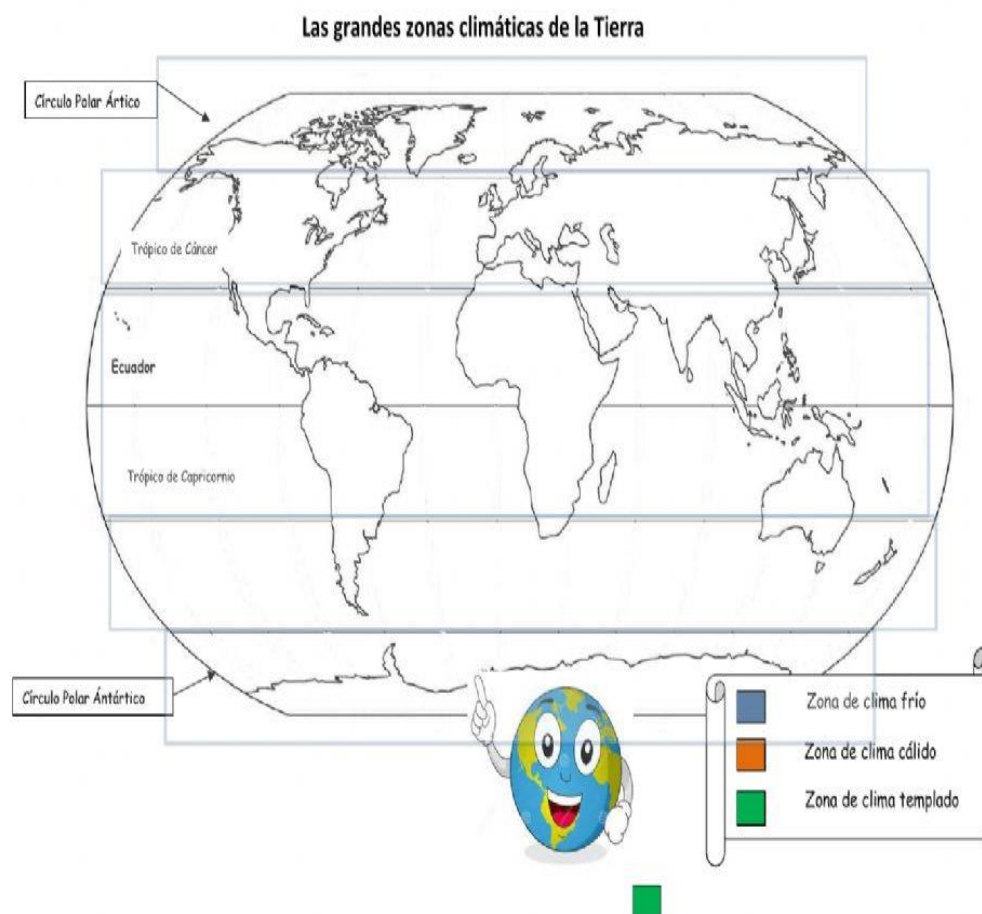 Las grandes zonas climáticas de la Tierra
Círculo Polar Ártico
Trópico de Cáncer
Ecuador
Trópico de Capricornio
Círculo Polar Ántártico
Zona de clima frío
Zona de clima cálido
Zona de clima templado